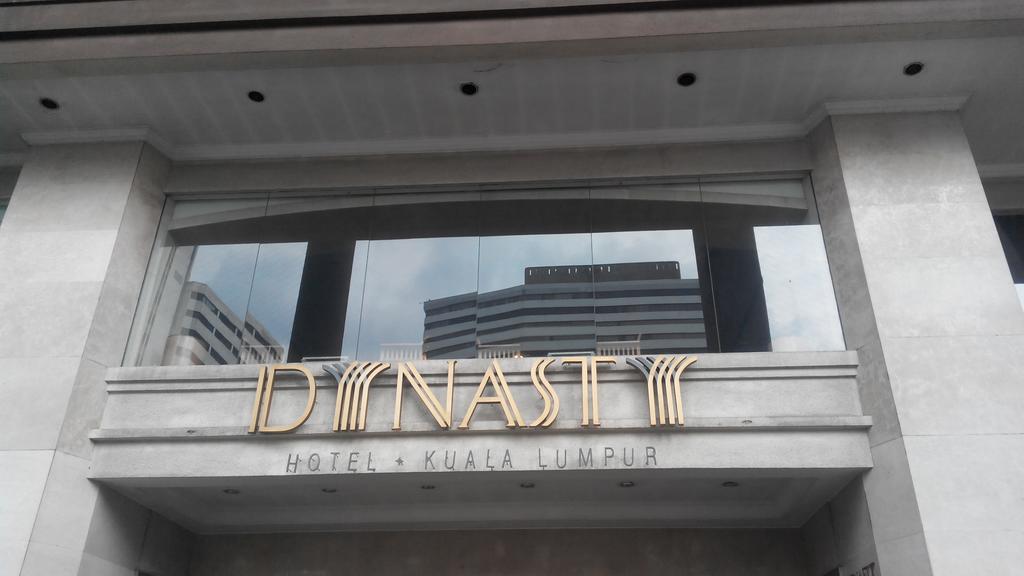 DYNASTY
HOTEL * KUALA LUMPUR